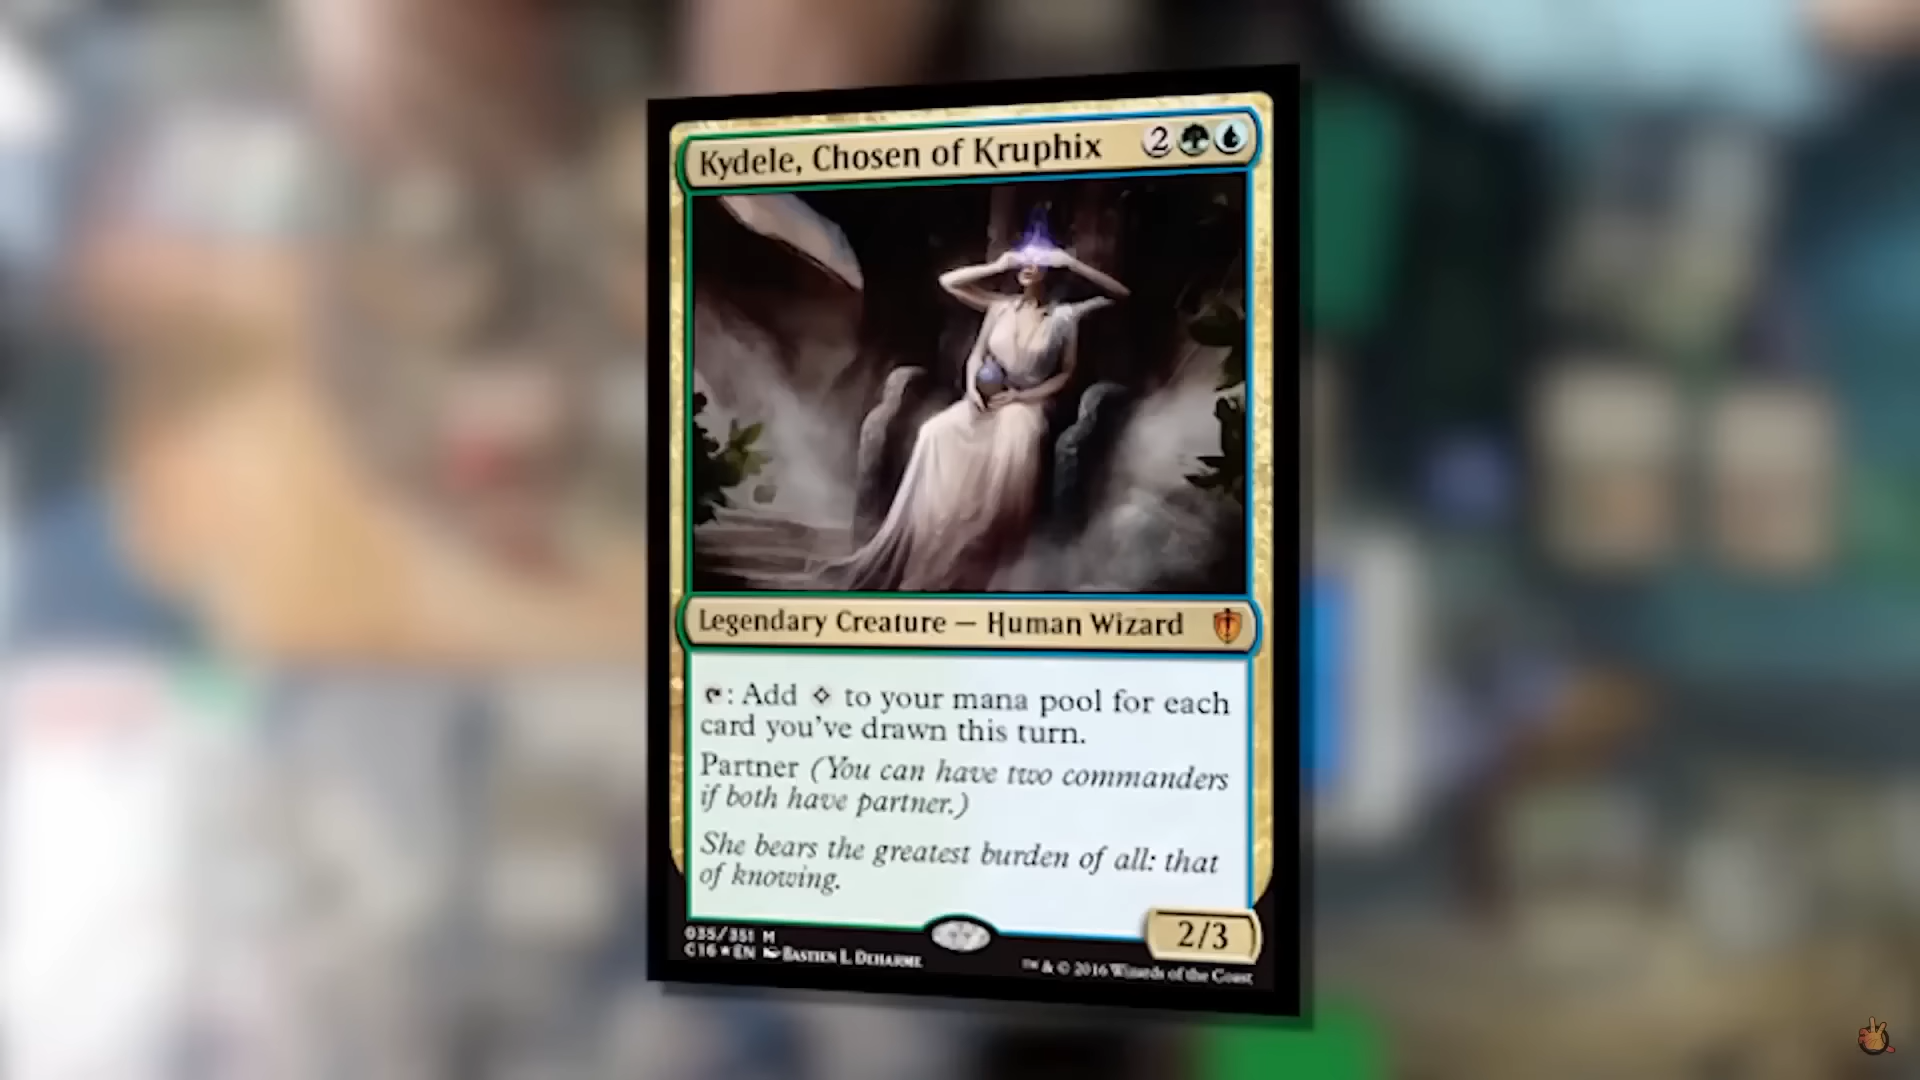 Kydele, Chosen of Kruphix 2
Legendary Creature — Human Wizard
: Add to your mana pool for each
card you've drawn this turn.
Partner (You can have two commanders
if both have partner.)
She bears the greatest burden of all: that
of knowing.
2/3
035/351 M
C16★EN Bastien L. Deharme
™ & © 2016 Wizards of the Coast